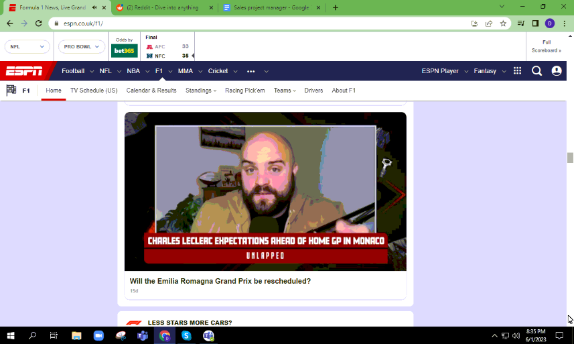 Formula 1 News, Live Grand
(2) Reddit - Dive into anything
Sales project manager - Google
espn.co.uk/f1/
NFL
PRO BOWL
Odds by
bet365
Final
AFC 33
NFC 35
Full
Scoreboard »
ESPN
Football
NFL
NBA
F1
MMA
Cricket
ESPN Player
Fantasy
F1
Home
TV Schedule (US)
Calendar & Results
Standings
Racing Pick'em
Teams
Drivers
About F1
CHARLES LECLERC EXPECTATIONS AHEAD OF HOME GP IN MONACO
UNLAPPED
Will the Emilia Romagna Grand Prix be rescheduled?
15d
LESS STARS MORE CARS?
8:35 PM
6/1/2023